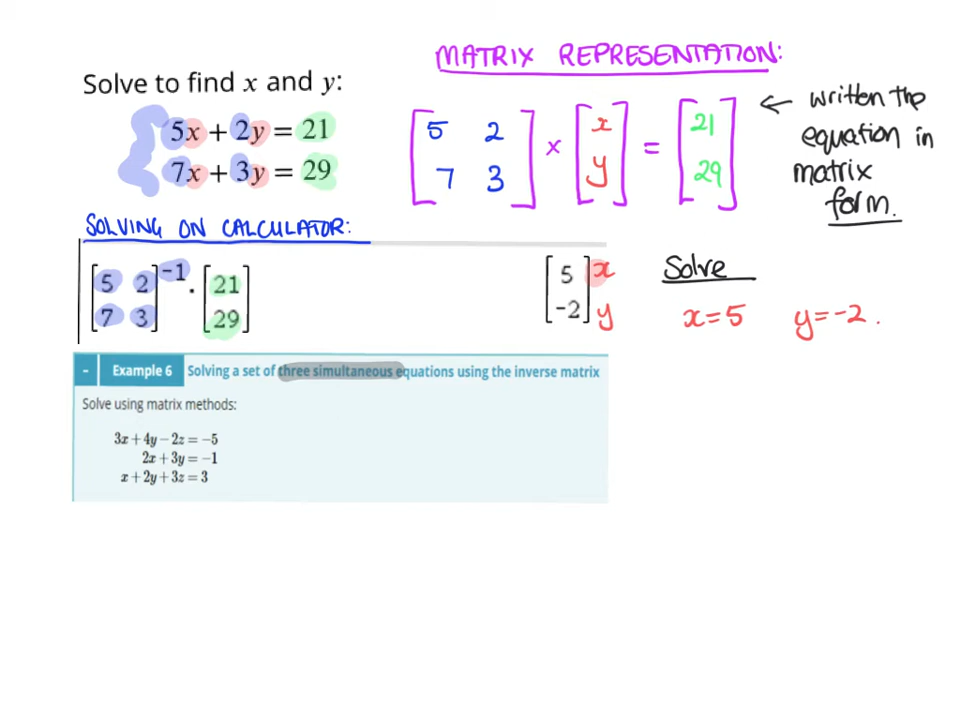 MATRIX REPRESENTATION:
Solve to find x and y:
5x + 2y = 21
7x + 3y = 29
[5 2
7 3] × [x
y] = [21
29]
← written the
equation in
matrix
form.
SOLVING ON CALCULATOR:
[5 2
7 3]⁻¹ · [21
29]
[5
-2] x
y
Solve
x=5 y=-2.
- Example 6 Solving a set of three simultaneous equations using the inverse matrix
Solve using matrix methods:
3x + 4y − 2z = −5
2x + 3y = −1
x + 2y + 3z = 3